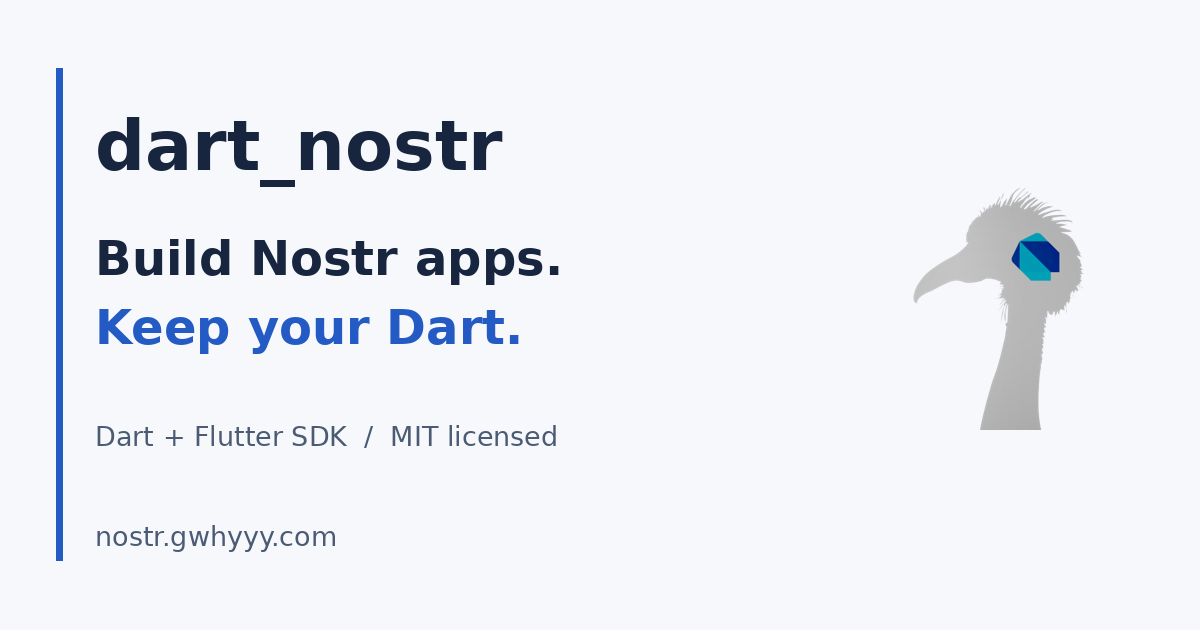 dart_nostr
Build Nostr apps.
Keep your Dart.
Dart + Flutter SDK / MIT licensed
nostr.gwhyyy.com